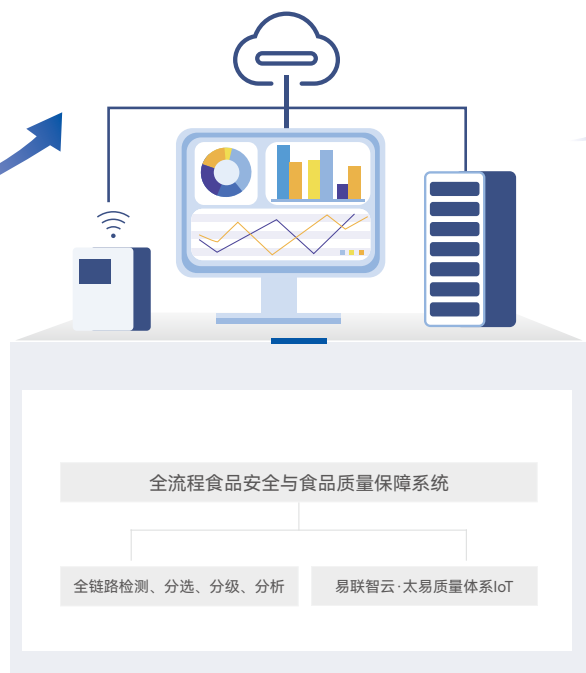 全流程食品安全与食品质量保障系统
全链路检测、分选、分级、分析
易联智云·太易质量体系IoT